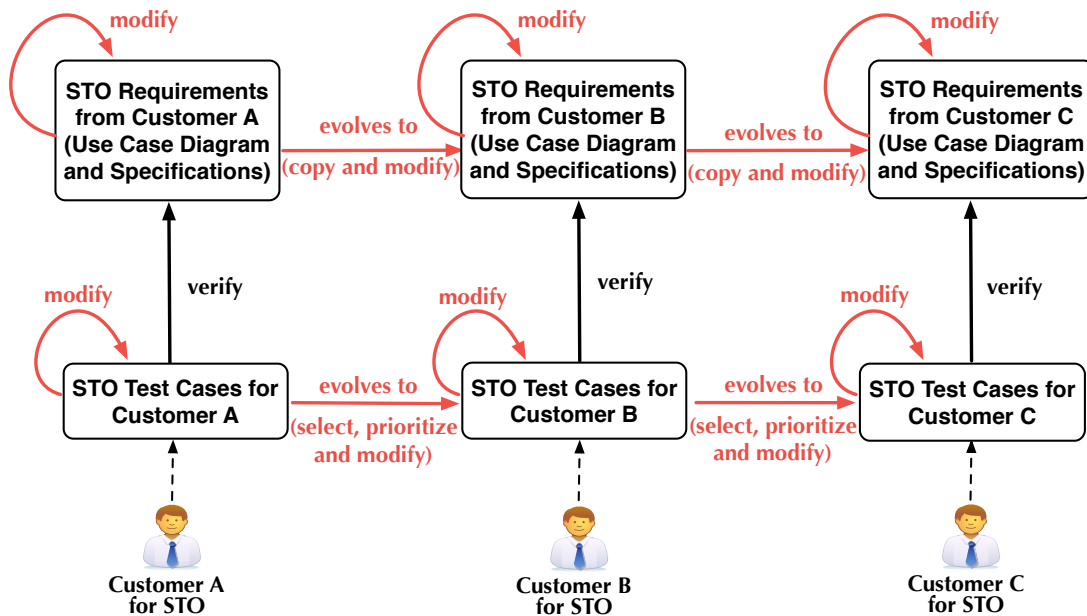 modify
modify
modify
STO Requirements
from Customer A
(Use Case Diagram
and Specifications)
evolves to
(copy and modify)
STO Requirements
from Customer B
(Use Case Diagram
and Specifications)
evolves to
(copy and modify)
STO Requirements
from Customer C
(Use Case Diagram
and Specifications)
verify
verify
verify
modify
modify
modify
STO Test Cases for
Customer A
evolves to
(select, prioritize
and modify)
STO Test Cases for
Customer B
evolves to
(select, prioritize
and modify)
STO Test Cases for
Customer C
Customer A
for STO
Customer B
for STO
Customer C
for STO